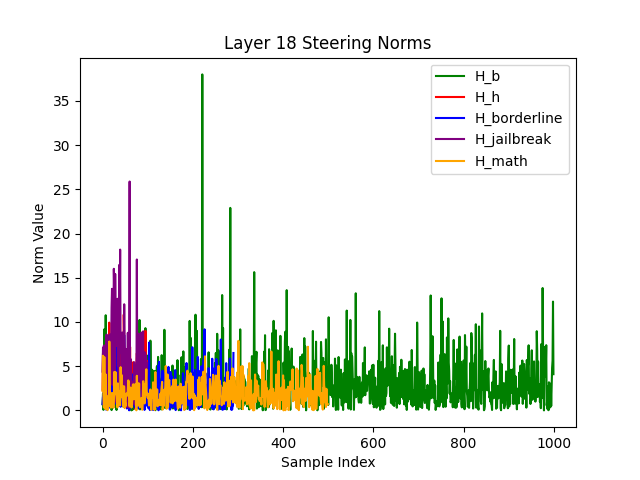 Layer 18 Steering Norms
H_b
H_h
H_borderline
H_jailbreak
H_math
Norm Value
35
30
25
20
15
10
5
0
0 200 400 600 800 1000
Sample Index